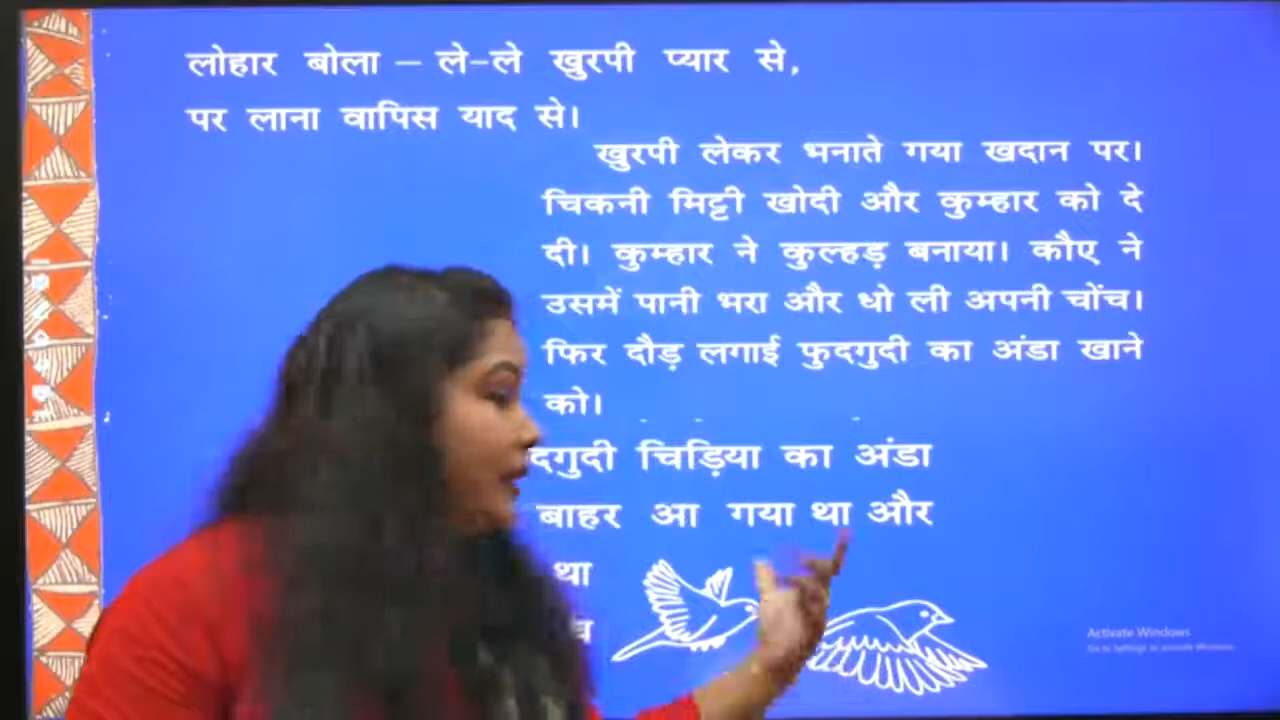 लोहार बोला – ले-ले खुरपी प्यार से,
पर लाना वापिस याद से।
खुरपी लेकर भनाते गया खदान पर।
चिकनी मिट्टी खोदी और कुम्हार को दे
दी। कुम्हार ने कुल्हड़ बनाया। कौए ने
उसमें पानी भरा और धो ली अपनी चोंच।
फिर दौड़ लगाई फुदगुदी का अंडा खाने
को।
चिड़िया का अंडा
बाहर आ गया था और
था
Activate Windows
Go to Settings to activate Windows.